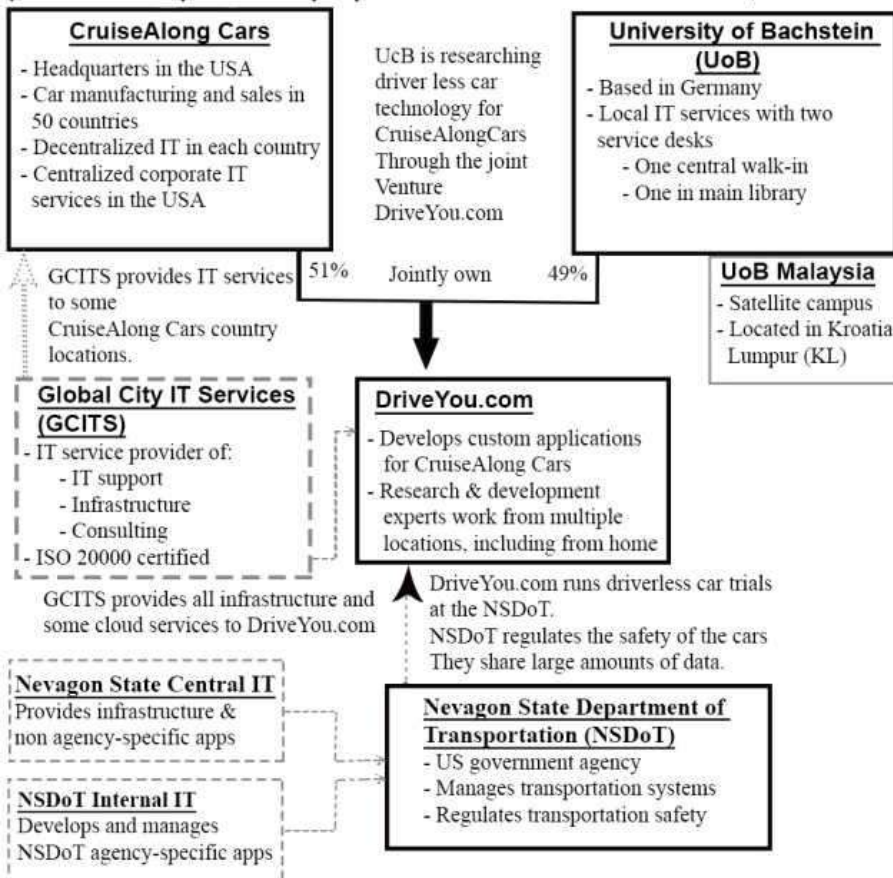 CruiseAlong Cars
- Headquarters in the USA
- Car manufacturing and sales in
50 countries
- Decentralized IT in each country
- Centralized corporate IT
services in the USA
UcB is researching
driver less car
technology for
CruiseAlongCars
Through the joint
Venture
DriveYou.com
University of Bachstein
(UoB)
- Based in Germany
- Local IT services with two
service desks
- One central walk-in
- One in main library
51% Jointly own 49%
UoB Malaysia
- Satellite campus
- Located in Kroatia
Lumpur (KL)
GCITS provides IT services
to some
CruiseAlong Cars country
locations.
Global City IT Services
(GCITS)
- IT service provider of:
- IT support
- Infrastructure
- Consulting
- ISO 20000 certified
DriveYou.com
- Develops custom applications
for CruiseAlong Cars
- Research & development
experts work from multiple
locations, including from home
GCITS provides all infrastructure and
some cloud services to DriveYou.com
DriveYou.com runs driverless car trials
at the NSDoT.
NSDoT regulates the safety of the cars
They share large amounts of data.
Nevagon State Central IT
Provides infrastructure &
non agency-specific apps
NSDoT Internal IT
Develops and manages
NSDoT agency-specific apps
Nevagon State Department of
Transportation (NSDoT)
- US government agency
- Manages transportation systems
- Regulates transportation safety